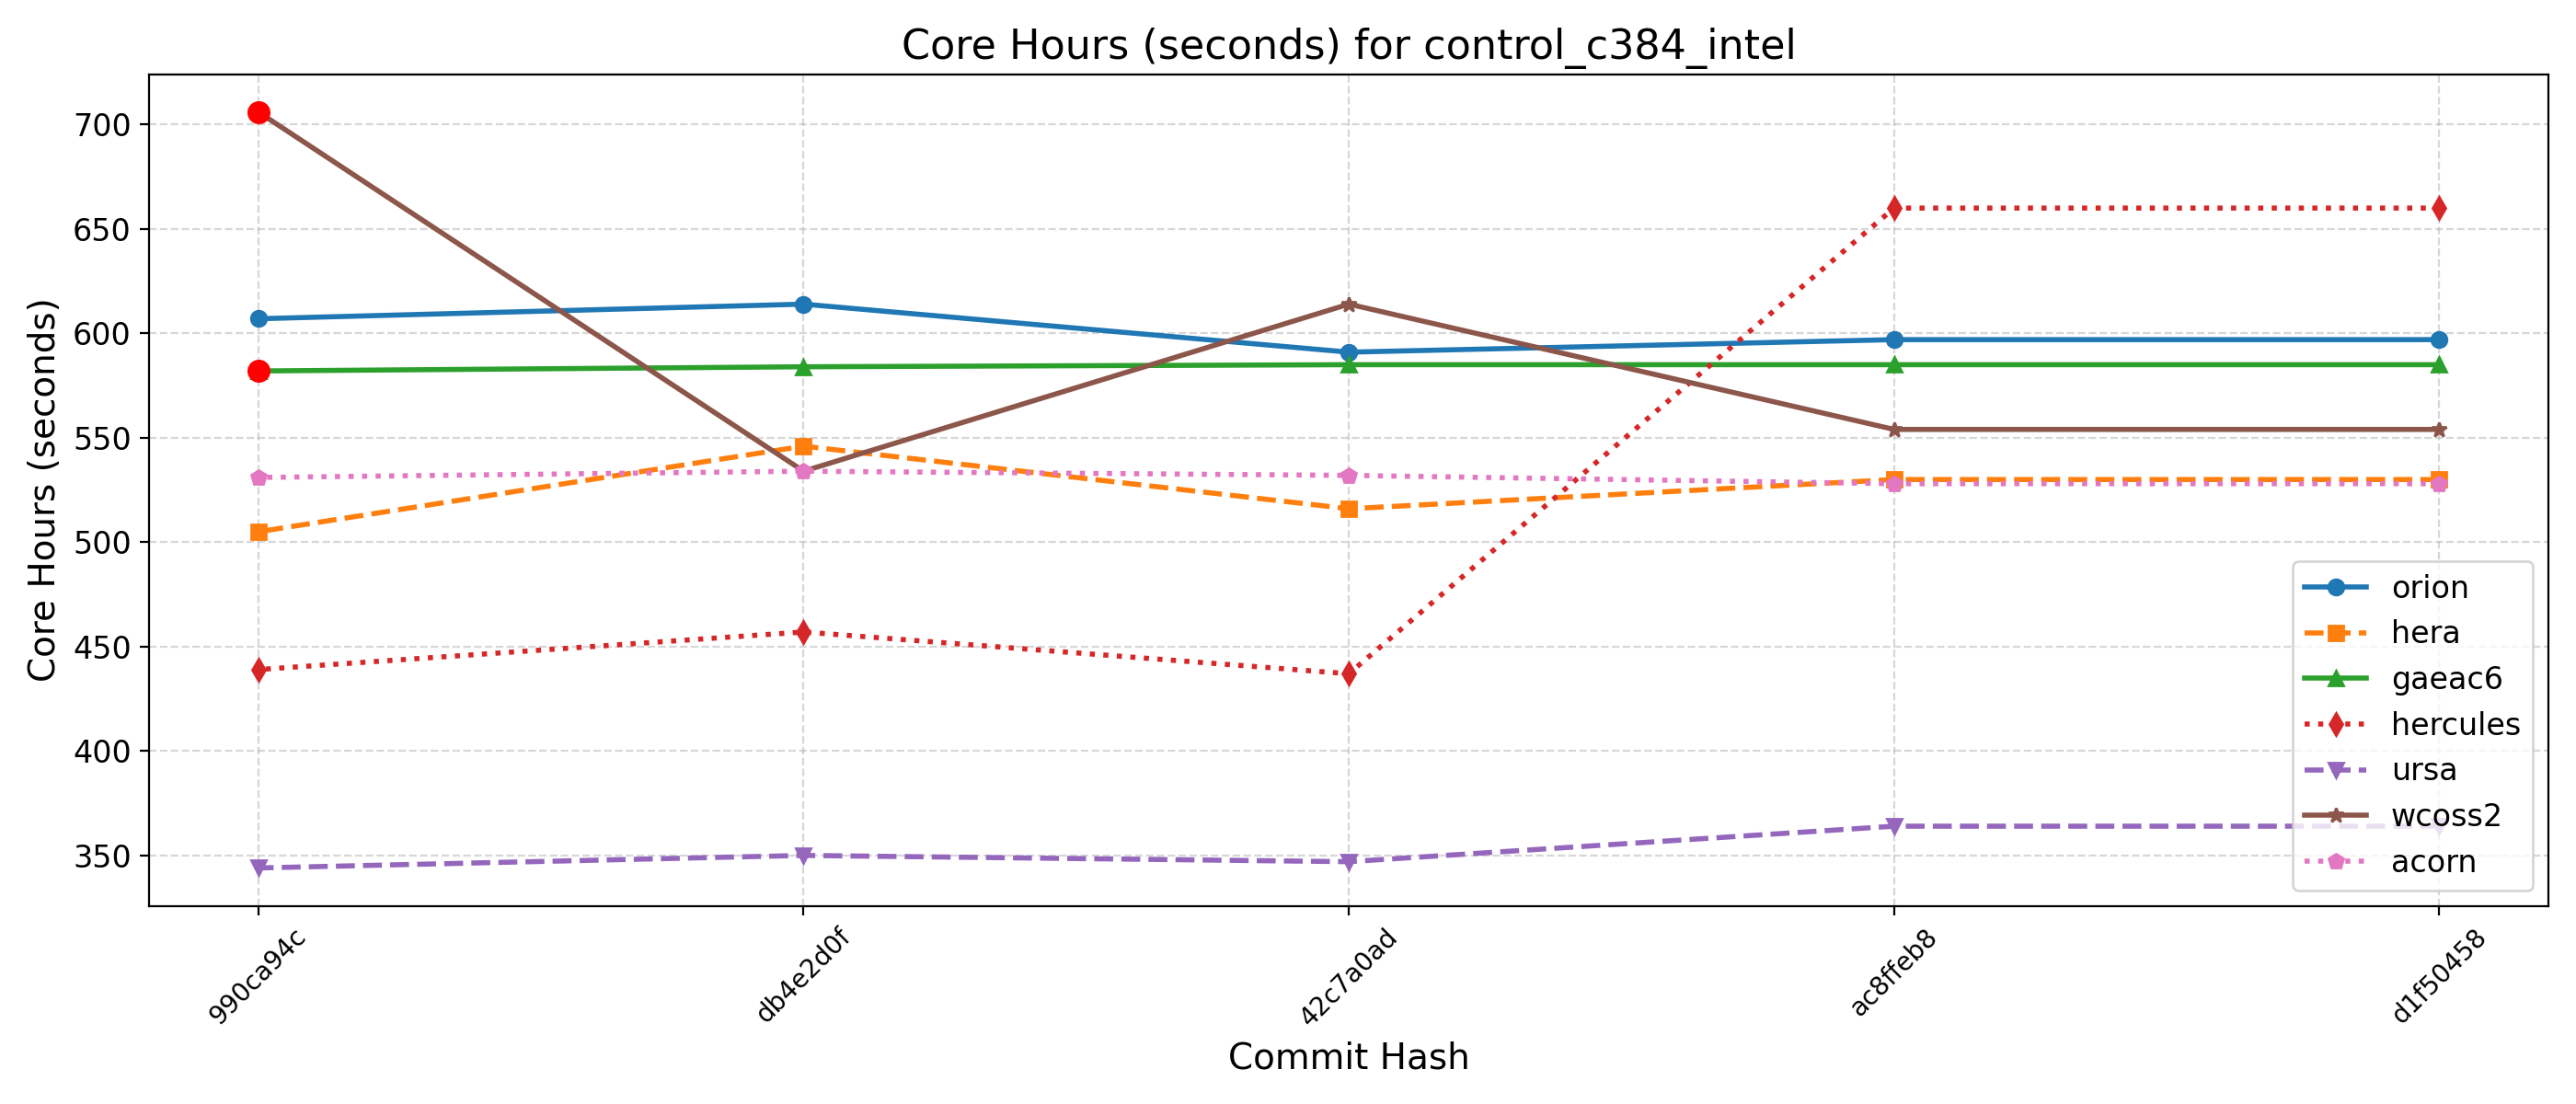 Core Hours (seconds) for control_c384_intel
Core Hours (seconds)
700
650
600
550
500
450
400
350
orion
hera
gaeac6
hercules
ursa
wcoss2
acorn
990ca94c
db4e2d0f
42c7a0ad
ac8ffeb8
d1f50458
Commit Hash